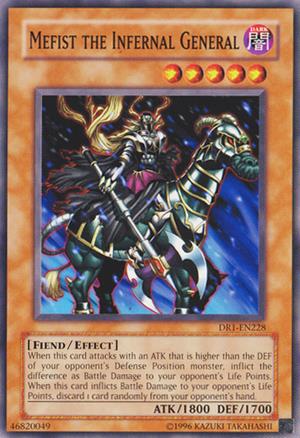 MEFIST THE INFERNAL GENERAL
DARK
闇
DR1-EN228
[FIEND/EFFECT]
When this card attacks with an ATK that is higher than the DEF
of your opponent's Defense Position monster, inflict the
difference as Battle Damage to your opponent's Life Points.
When this card inflicts Battle Damage to your opponent's Life
Points, discard 1 card randomly from your opponent's hand.
ATK/1800 DEF/1700
46820049 ©1996 KAZUKI TAKAHASHI